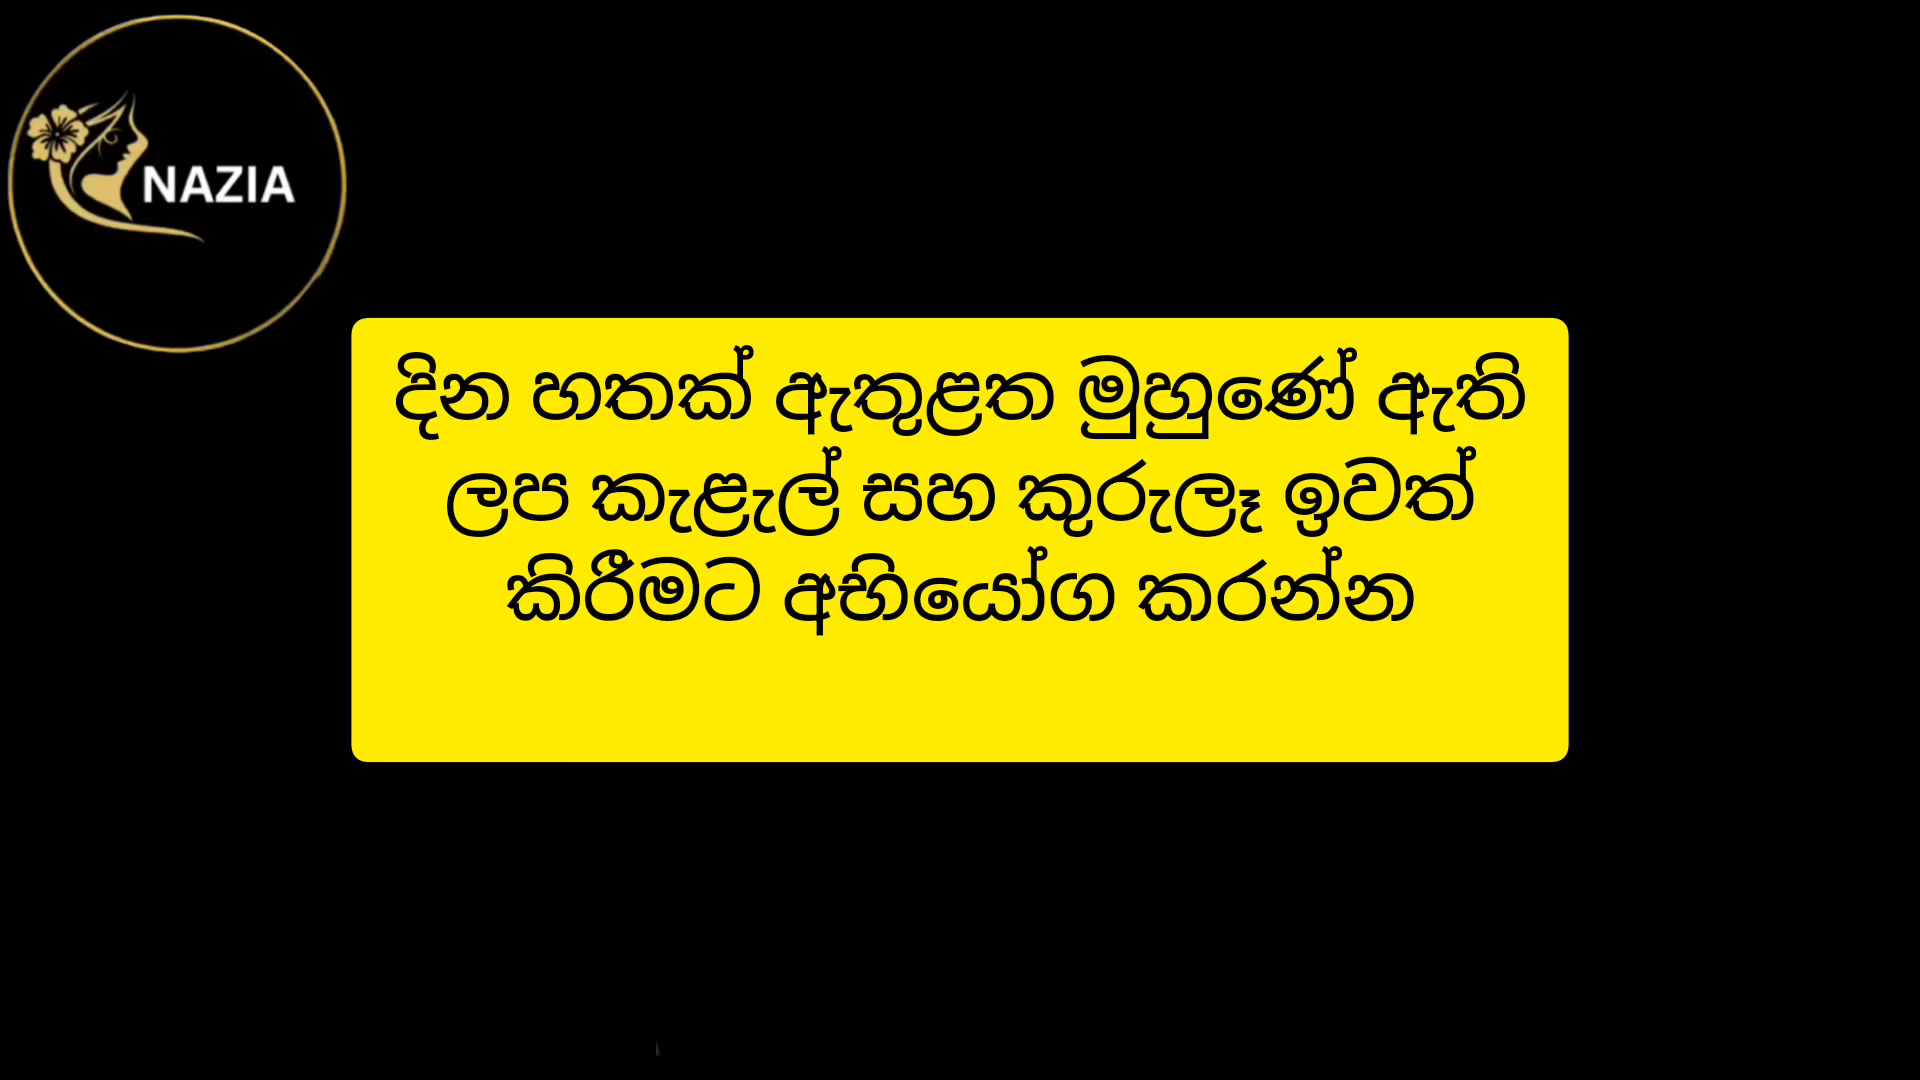 NAZIA
දින හතක් ඇතුළත මුහුණේ ඇති
ලප කැළැල් සහ කුරුලෑ ඉවත්
කිරීමට අභියෝග කරන්න